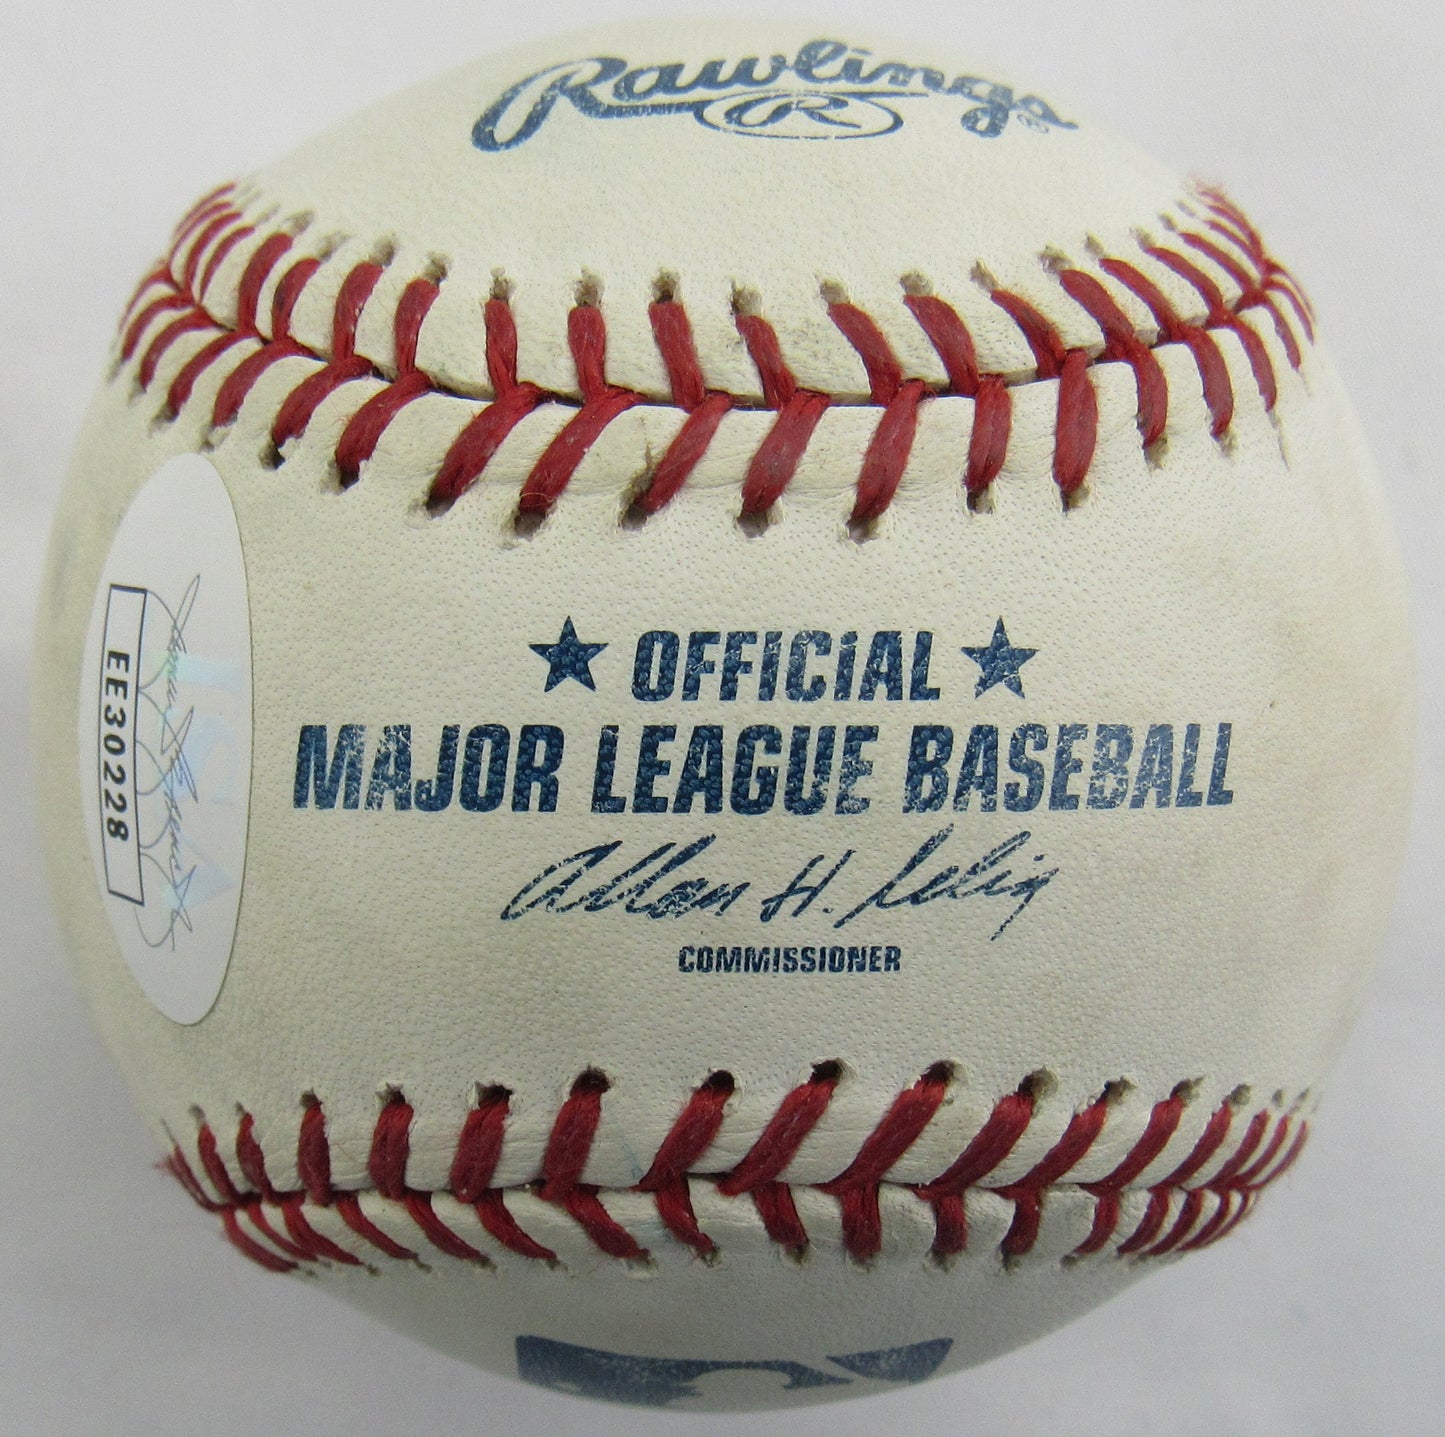 Rawlings
R ®
OFFICIAL
MAJOR LEAGUE BASEBALL
Allan H. Selig
COMMISSIONER
EE30228